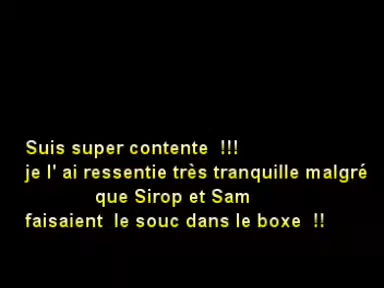 Suis super contente  !!!
je l' ai ressentie très tranquille malgré
que Sirop et Sam
faisaient  le souc dans le boxe  !!